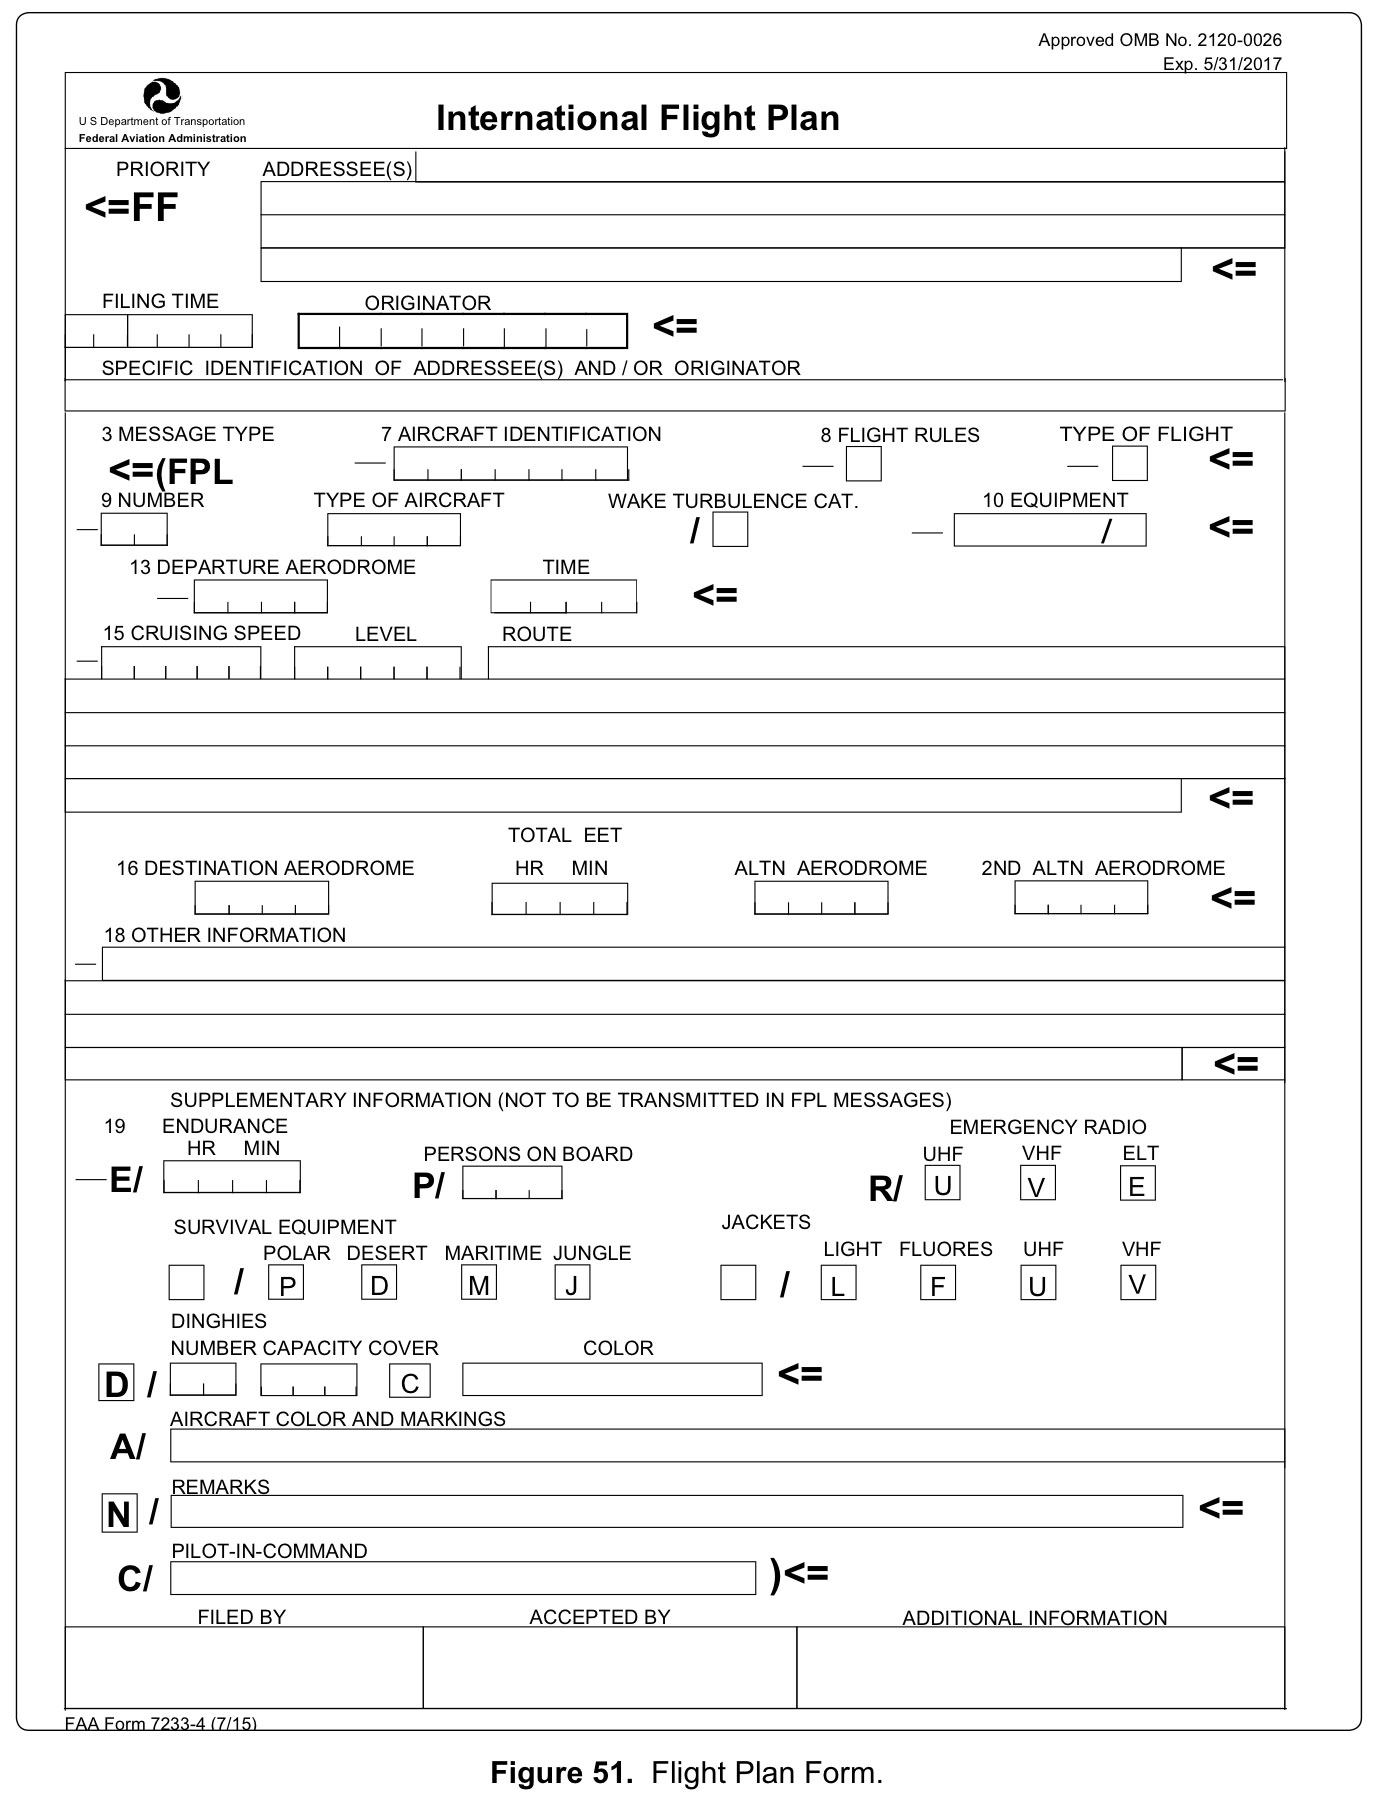 Approved OMB No. 2120-0026
Exp. 5/31/2017
U S Department of Transportation
Federal Aviation Administration
International Flight Plan
PRIORITY ADDRESSEE(S)
<=FF
<=
FILING TIME ORIGINATOR
<=
SPECIFIC IDENTIFICATION OF ADDRESSEE(S) AND / OR ORIGINATOR
3 MESSAGE TYPE 7 AIRCRAFT IDENTIFICATION 8 FLIGHT RULES TYPE OF FLIGHT
<=(FPL — — — <=
9 NUMBER TYPE OF AIRCRAFT WAKE TURBULENCE CAT. 10 EQUIPMENT
— / — / <=
13 DEPARTURE AERODROME TIME
— <=
15 CRUISING SPEED LEVEL ROUTE
—
<=
TOTAL EET
16 DESTINATION AERODROME HR MIN ALTN AERODROME 2ND ALTN AERODROME
<=
18 OTHER INFORMATION
—
<=
SUPPLEMENTARY INFORMATION (NOT TO BE TRANSMITTED IN FPL MESSAGES)
19 ENDURANCE EMERGENCY RADIO
HR MIN PERSONS ON BOARD UHF VHF ELT
—E/ P/ R/ U V E
SURVIVAL EQUIPMENT JACKETS
POLAR DESERT MARITIME JUNGLE LIGHT FLUORES UHF VHF
/ P D M J / L F U V
DINGHIES
NUMBER CAPACITY COVER COLOR
D / C <=
AIRCRAFT COLOR AND MARKINGS
A/
REMARKS
N / <=
PILOT-IN-COMMAND
C/ )<=
FILED BY ACCEPTED BY ADDITIONAL INFORMATION
FAA Form 7233-4 (7/15)
Figure 51. Flight Plan Form.